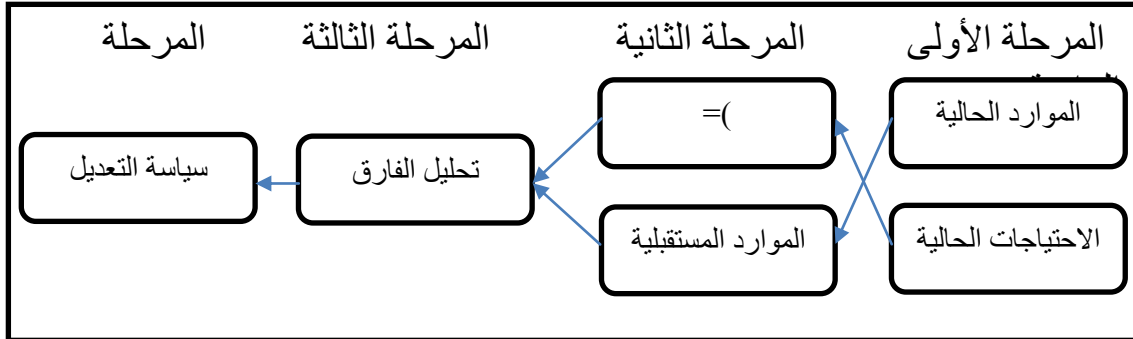 المرحلة الأولى المرحلة الثانية المرحلة الثالثة المرحلة
الموارد الحالية
)=
تحليل الفارق
سياسة التعديل
الاحتياجات الحالية
الموارد المستقبلية